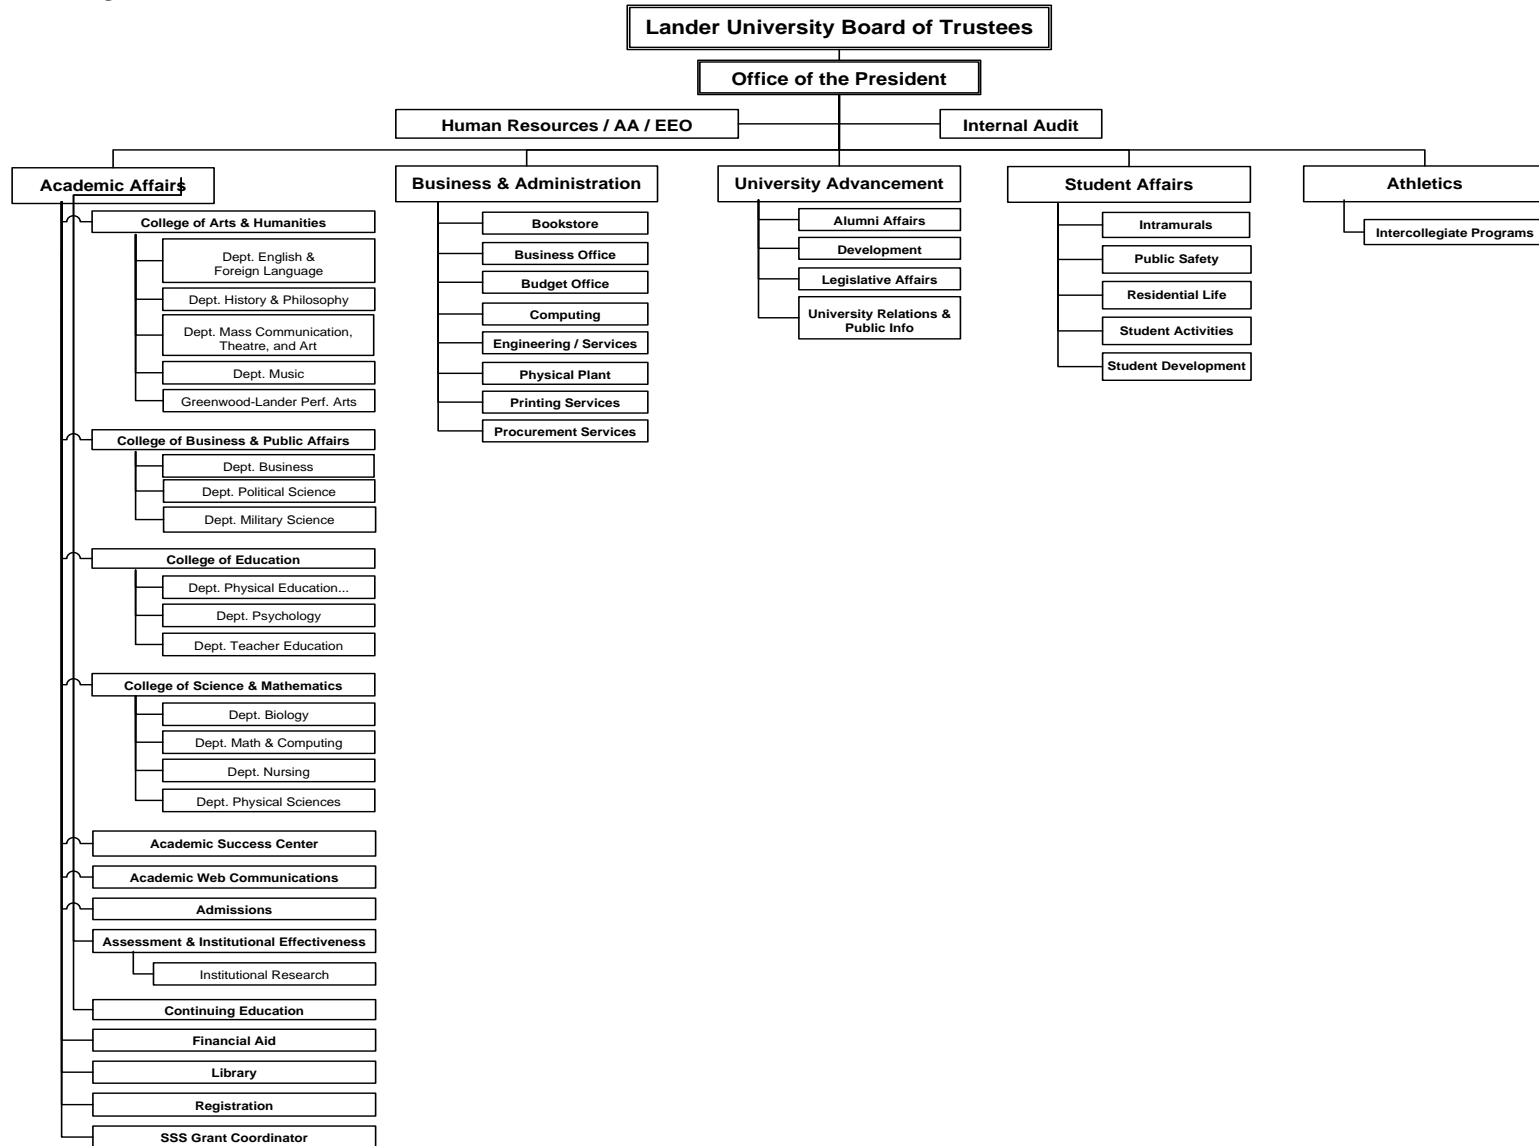 Lander University Board of Trustees
Office of the President
Human Resources / AA / EEO
Internal Audit
Academic Affairs
Business & Administration
University Advancement
Student Affairs
Athletics
College of Arts & Humanities
Dept. English &
Foreign Language
Dept. History & Philosophy
Dept. Mass Communication,
Theatre, and Art
Dept. Music
Greenwood-Lander Perf. Arts
College of Business & Public Affairs
Dept. Business
Dept. Political Science
Dept. Military Science
College of Education
Dept. Physical Education...
Dept. Psychology
Dept. Teacher Education
College of Science & Mathematics
Dept. Biology
Dept. Math & Computing
Dept. Nursing
Dept. Physical Sciences
Academic Success Center
Academic Web Communications
Admissions
Assessment & Institutional Effectiveness
Institutional Research
Continuing Education
Financial Aid
Library
Registration
SSS Grant Coordinator
Bookstore
Business Office
Budget Office
Computing
Engineering / Services
Physical Plant
Printing Services
Procurement Services
Alumni Affairs
Development
Legislative Affairs
University Relations &
Public Info
Intramurals
Public Safety
Residential Life
Student Activities
Student Development
Intercollegiate Programs